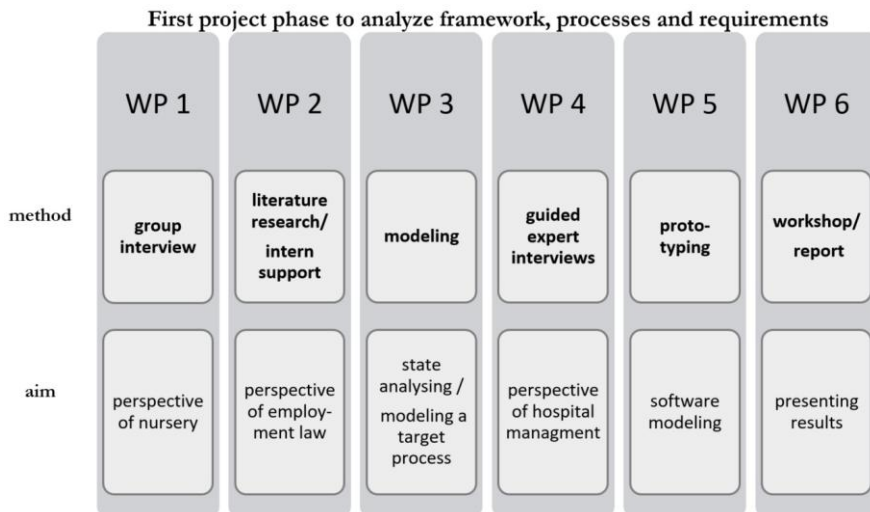 First project phase to analyze framework, processes and requirements
WP 1
WP 2
WP 3
WP 4
WP 5
WP 6
method
group
interview
literature
research/
intern
support
modeling
guided
expert
interviews
proto-
typing
workshop/
report
aim
perspective
of nursery
perspective
of employ-
ment law
state
analysing /
modeling a
target
process
perspective
of hospital
managment
software
modeling
presenting
results